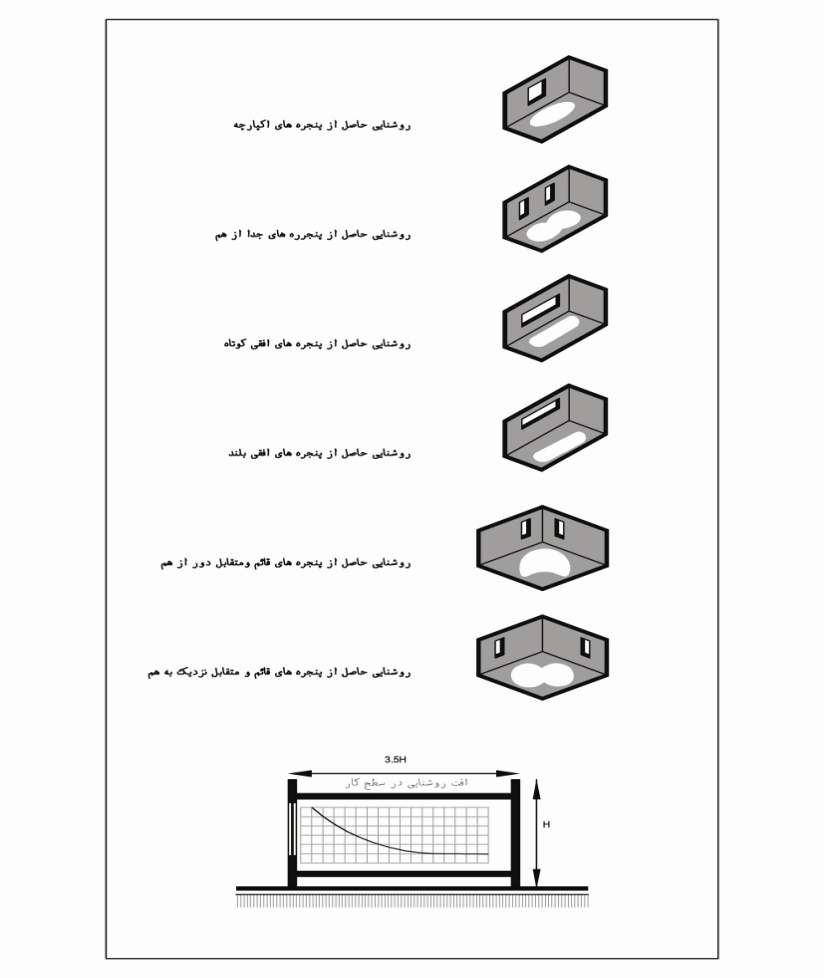 روشنایی حاصل از پنجره های اکپارچه
روشنایی حاصل از پنجرره های جدا از هم
روشنایی حاصل از پنجره های افقی کوتاه
روشنایی حاصل از پنجره های افقی بلند
روشنایی حاصل از پنجره های قائم ومتقابل دور از هم
روشنایی حاصل از پنجره های قائم و متقابل نزدیک به هم
3.5H
افت روشنایی در سطح کار
H